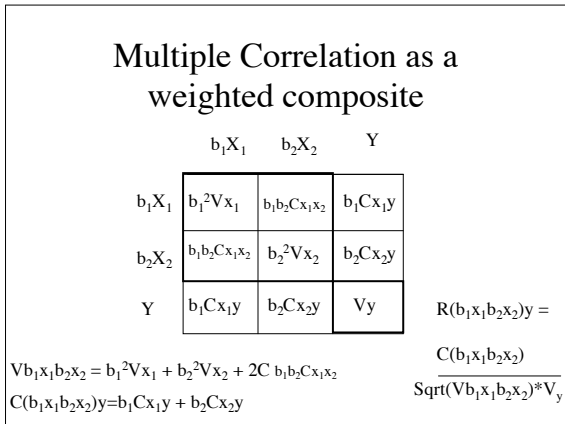 Multiple Correlation as a
weighted composite
b₁X₁ b₂X₂ Y
b₁X₁ b₁²Vx₁ b₁b₂Cx₁x₂ b₁Cx₁y
b₂X₂ b₁b₂Cx₁x₂ b₂²Vx₂ b₂Cx₂y
Y b₁Cx₁y b₂Cx₂y Vy
R(b₁x₁b₂x₂)y =
C(b₁x₁b₂x₂)
Sqrt(Vb₁x₁b₂x₂)*Vᵧ
Vb₁x₁b₂x₂ = b₁²Vx₁ + b₂²Vx₂ + 2C b₁b₂Cx₁x₂
C(b₁x₁b₂x₂)y=b₁Cx₁y + b₂Cx₂y